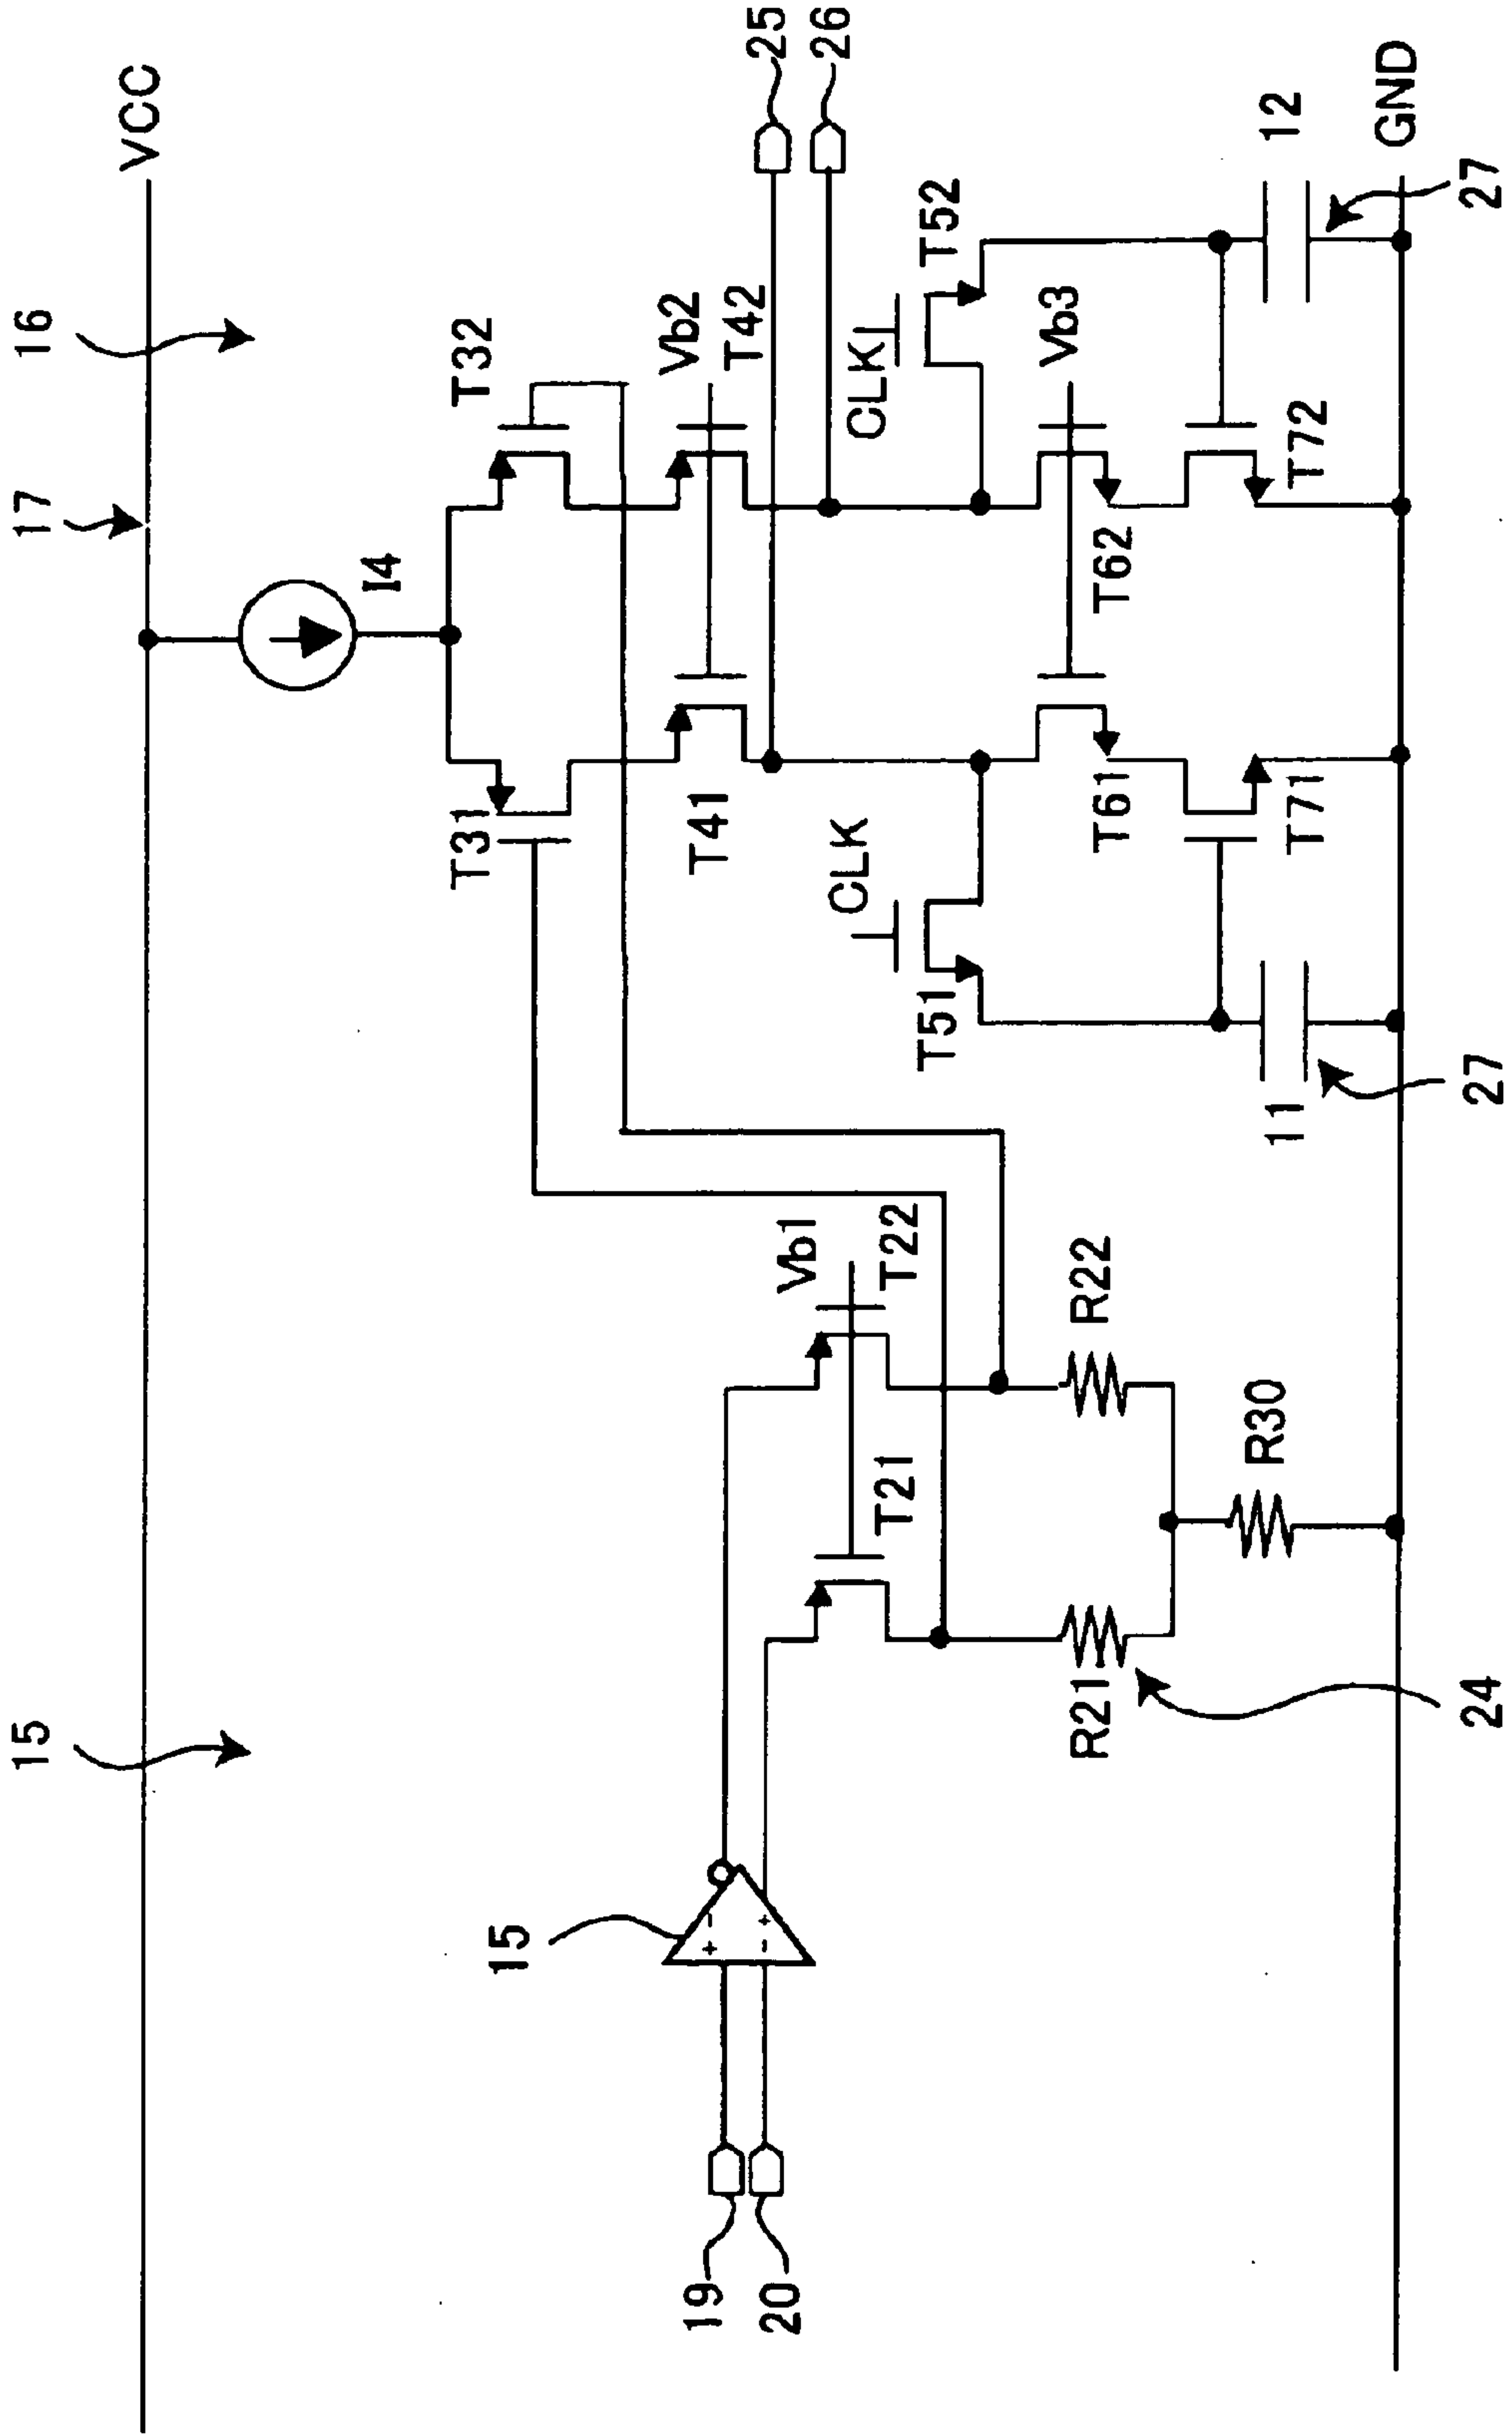 15
17
16
VCC
I4
T31
T32
Vb2
T41
T42
25
26
15
19
20
Vb1
T21
T22
CLK
CLK
T51
T52
Vb3
T61
T62
R21
R22
T71
T72
R30
11
12
GND
24
27
27